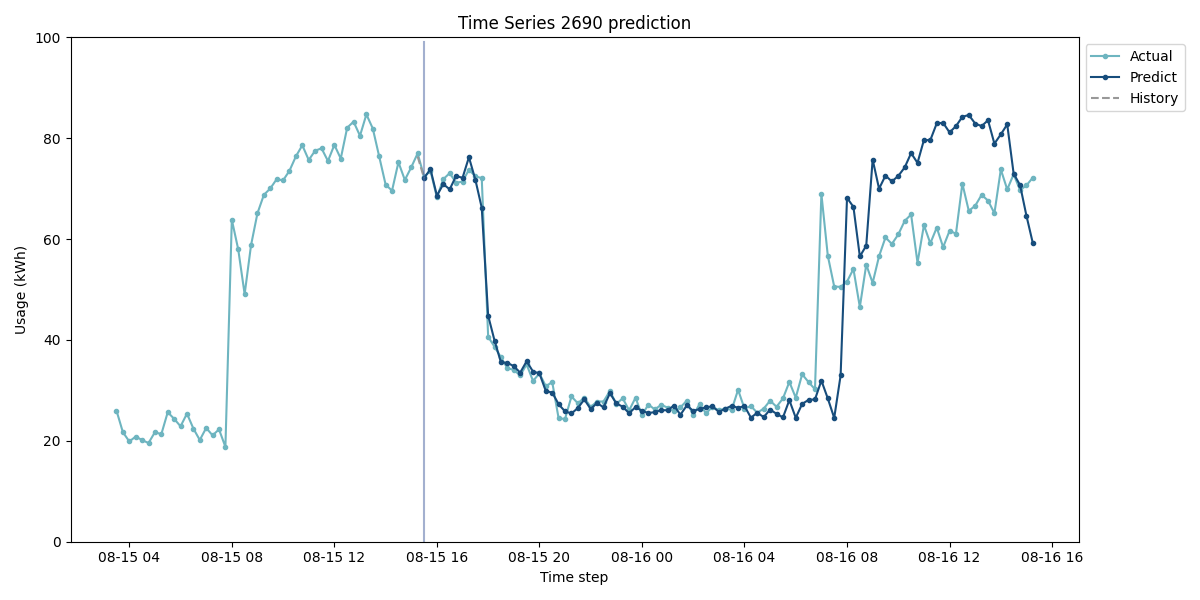 Time Series 2690 prediction
Usage (kWh)
100
80
60
40
20
0
08-15 04
08-15 08
08-15 12
08-15 16
08-15 20
08-16 00
08-16 04
08-16 08
08-16 12
08-16 16
Time step
Actual
Predict
History